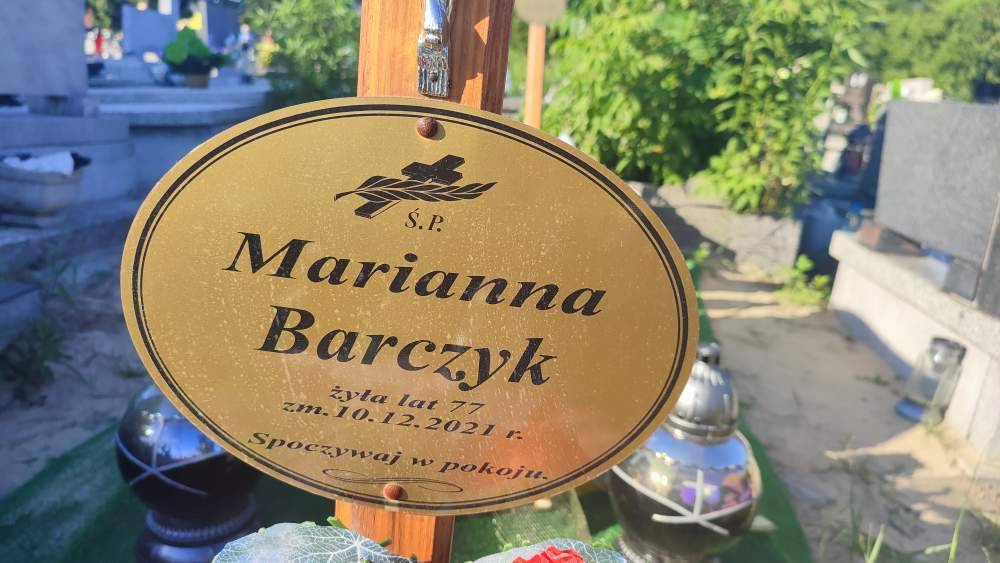 Ś.P.
Marianna
Barczyk
żyła lat 77
zm. 10.12.2021 r.
Spoczywaj w pokoju.